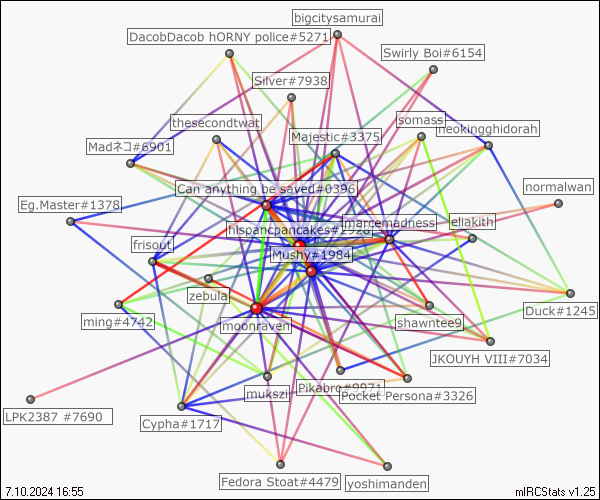 bigcitysamurai
DacobDacob hORNY police#5271
Swirly Boi#6154
Silver#7938
thesecondtwat
somass
neokingghidorah
Majestic#3375
Madネコ#6901
Can anything be saved#0396
normalwan
Eg.Master#1378
marcemadness
eliakith
hispancpancakes#1926
frisout
Mushy#1984
zebula
Duck#1245
ming#4742
moonraven
shawntee9
JKOUYH VIII#7034
mukszi
Pikabro#9971
Pocket Persona#3326
LPK2387 #7690
Cypha#1717
Fedora Stoat#4479
yoshimanden
7.10.2024 16:55
mIRCStats v1.25